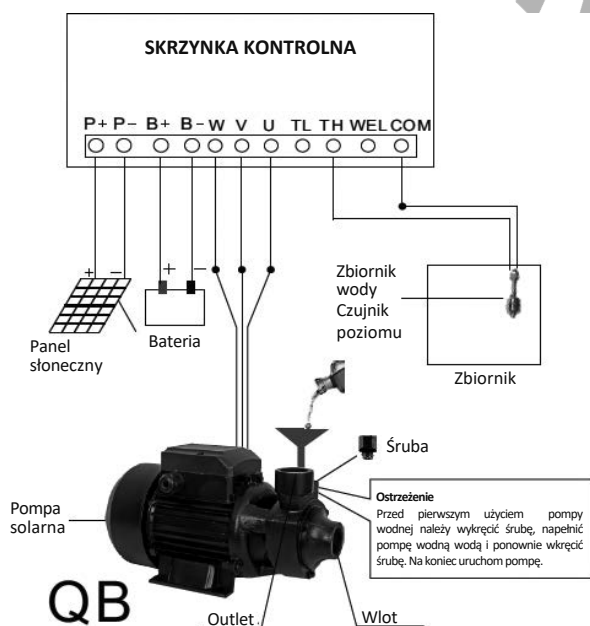 SKRZYNKA KONTROLNA
P+ P− B+ B− W V U TL TH WEL COM
+ −
+ −
Panel
słoneczny
Bateria
Zbiornik
wody
Czujnik
poziomu
Zbiornik
Śruba
Ostrzeżenie
Przed pierwszym użyciem pompy
wodnej należy wykręcić śrubę, napełnić
pompę wodną wodą i ponownie wkręcić
śrubę. Na koniec uruchom pompę.
Pompa
solarna
QB
Outlet
Wlot